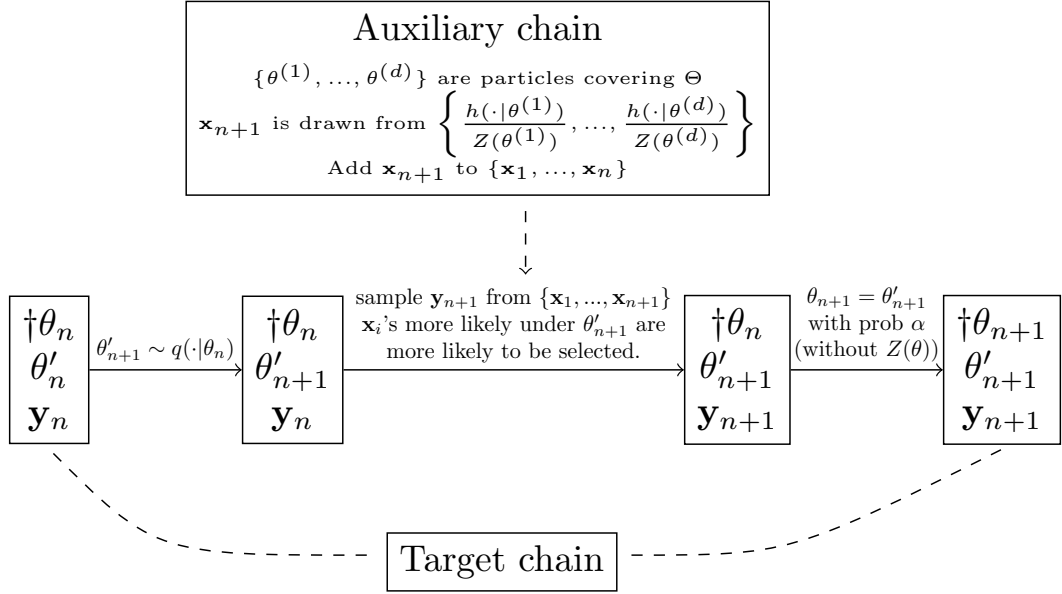 Auxiliary chain
{θ^(1), ..., θ^(d)} are particles covering Θ
𝐱_{n+1} is drawn from { h(·|θ^(1)) / Z(θ^(1)), ..., h(·|θ^(d)) / Z(θ^(d)) }
Add 𝐱_{n+1} to {𝐱_1, ..., 𝐱_n}
†θ_n
θ′_n
𝐲_n
θ′_{n+1} ∼ q(·|θ_n)
†θ_n
θ′_{n+1}
𝐲_n
sample 𝐲_{n+1} from {𝐱_1, ..., 𝐱_{n+1}}
𝐱_i's more likely under θ′_{n+1} are
more likely to be selected.
†θ_n
θ′_{n+1}
𝐲_{n+1}
θ_{n+1} = θ′_{n+1}
with prob α
(without Z(θ))
†θ_{n+1}
θ′_{n+1}
𝐲_{n+1}
Target chain